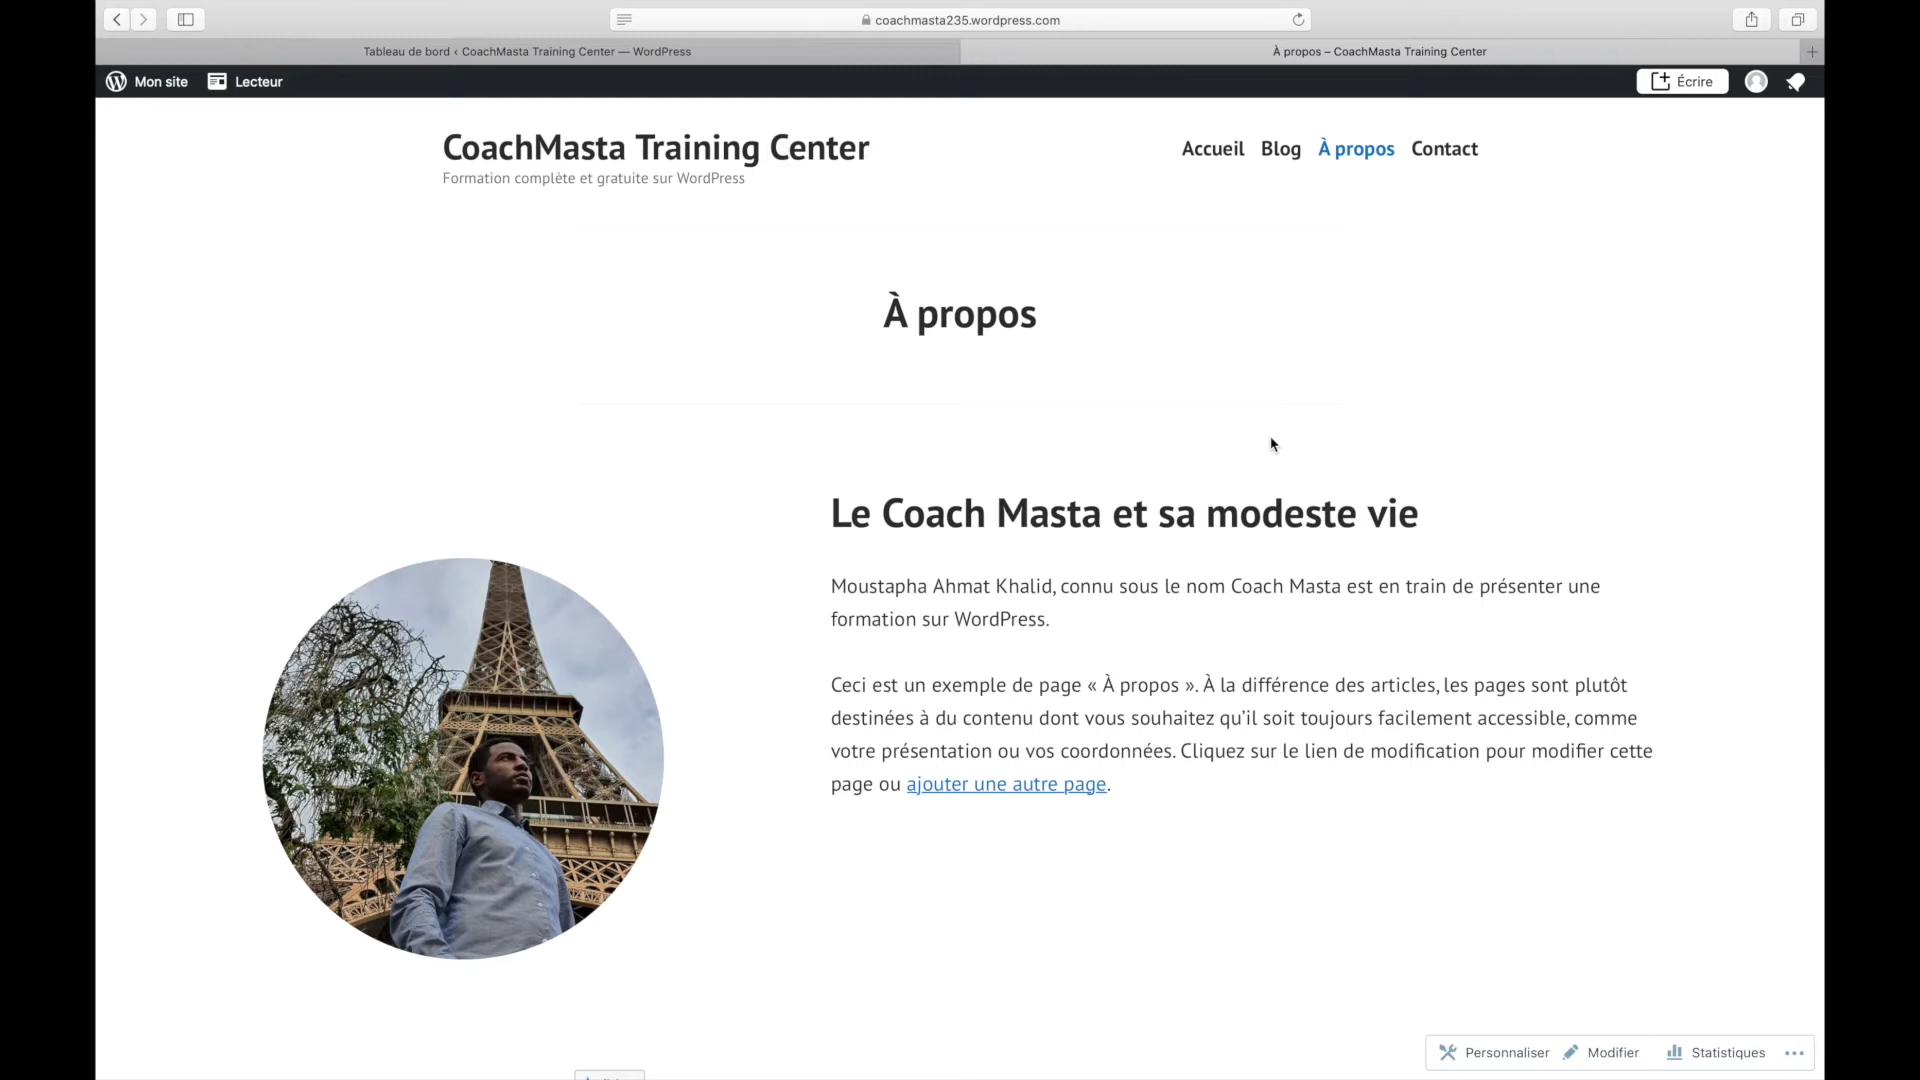 coachmasta235.wordpress.com
Tableau de bord ‹ CoachMasta Training Center — WordPress
À propos – CoachMasta Training Center
Mon site
Lecteur
Écrire
CoachMasta Training Center
Formation complète et gratuite sur WordPress
Accueil
Blog
À propos
Contact
À propos
Le Coach Masta et sa modeste vie
Moustapha Ahmat Khalid, connu sous le nom Coach Masta est en train de présenter une
formation sur WordPress.
Ceci est un exemple de page « À propos ». À la différence des articles, les pages sont plutôt
destinées à du contenu dont vous souhaitez qu’il soit toujours facilement accessible, comme
votre présentation ou vos coordonnées. Cliquez sur le lien de modification pour modifier cette
page ou ajouter une autre page.
Personnaliser
Modifier
Statistiques